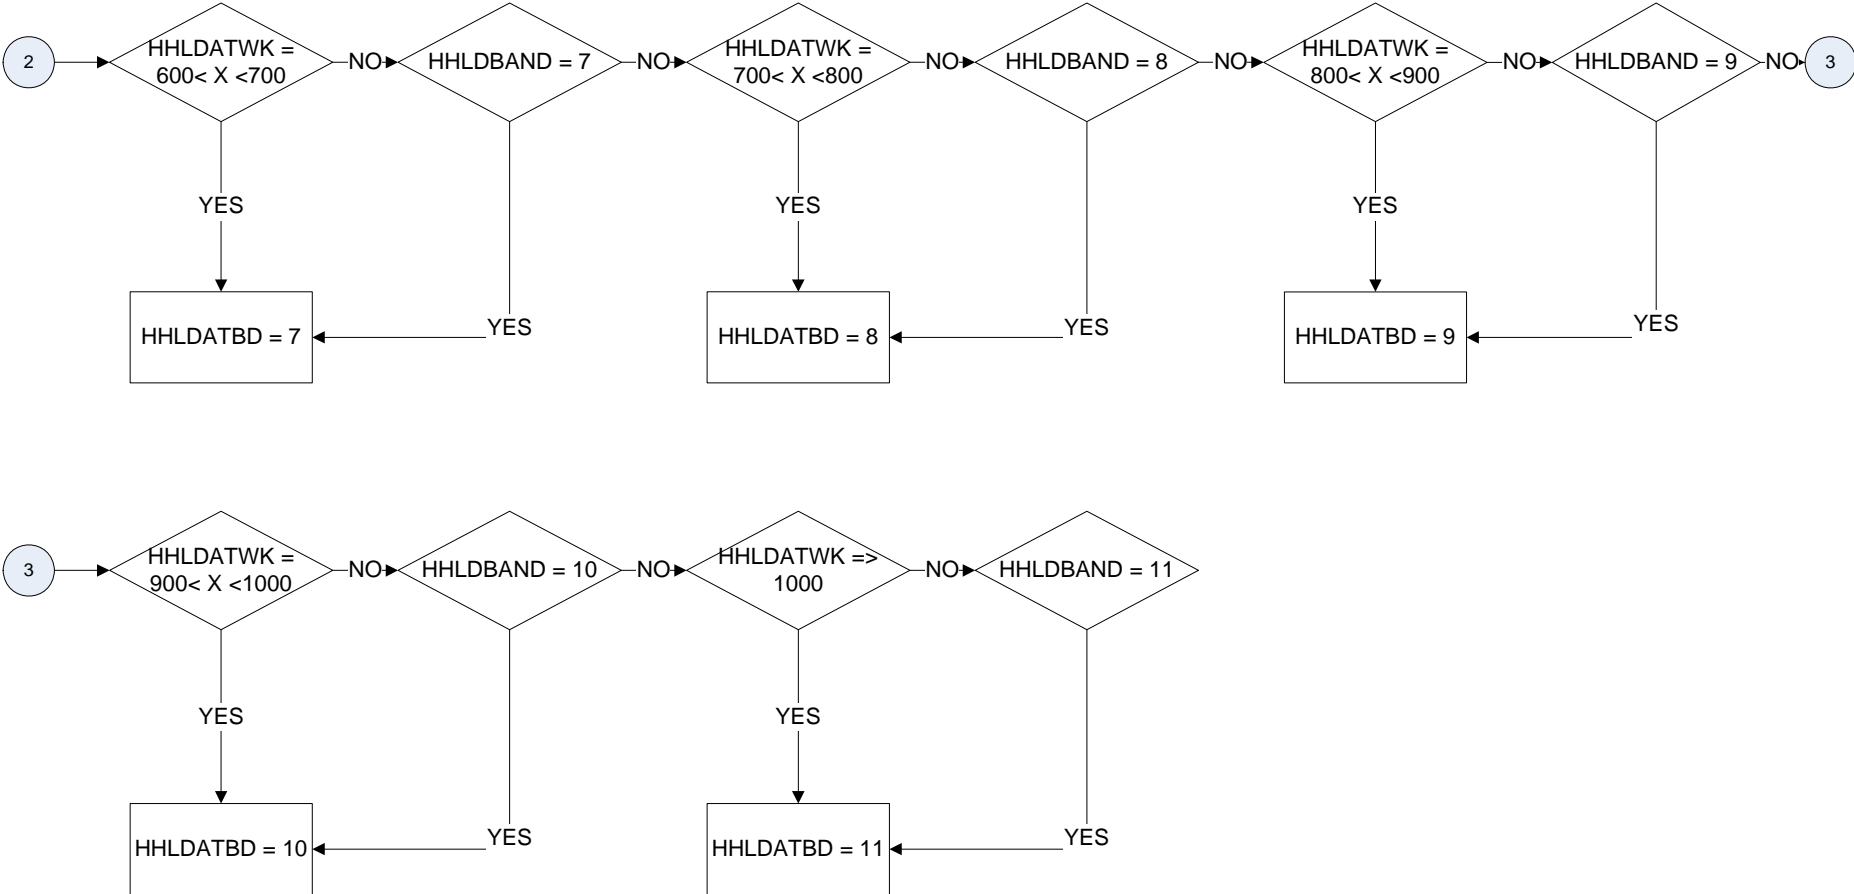 2
HHLDATWK =
600< X <700
NO
HHLDBAND = 7
NO
HHLDATWK =
700< X <800
NO
HHLDBAND = 8
NO
HHLDATWK =
800< X <900
NO
HHLDBAND = 9
NO
3
YES
YES
YES
HHLDATBD = 7
YES
HHLDATBD = 8
YES
HHLDATBD = 9
YES
3
HHLDATWK =
900< X <1000
NO
HHLDBAND = 10
NO
HHLDATWK =>
1000
NO
HHLDBAND = 11
YES
YES
HHLDATBD = 10
YES
HHLDATBD = 11
YES